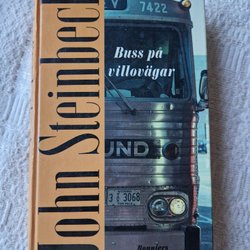 John Steinbeck
V 7422
Buss på
villovägar
UND
3068
Bonniers